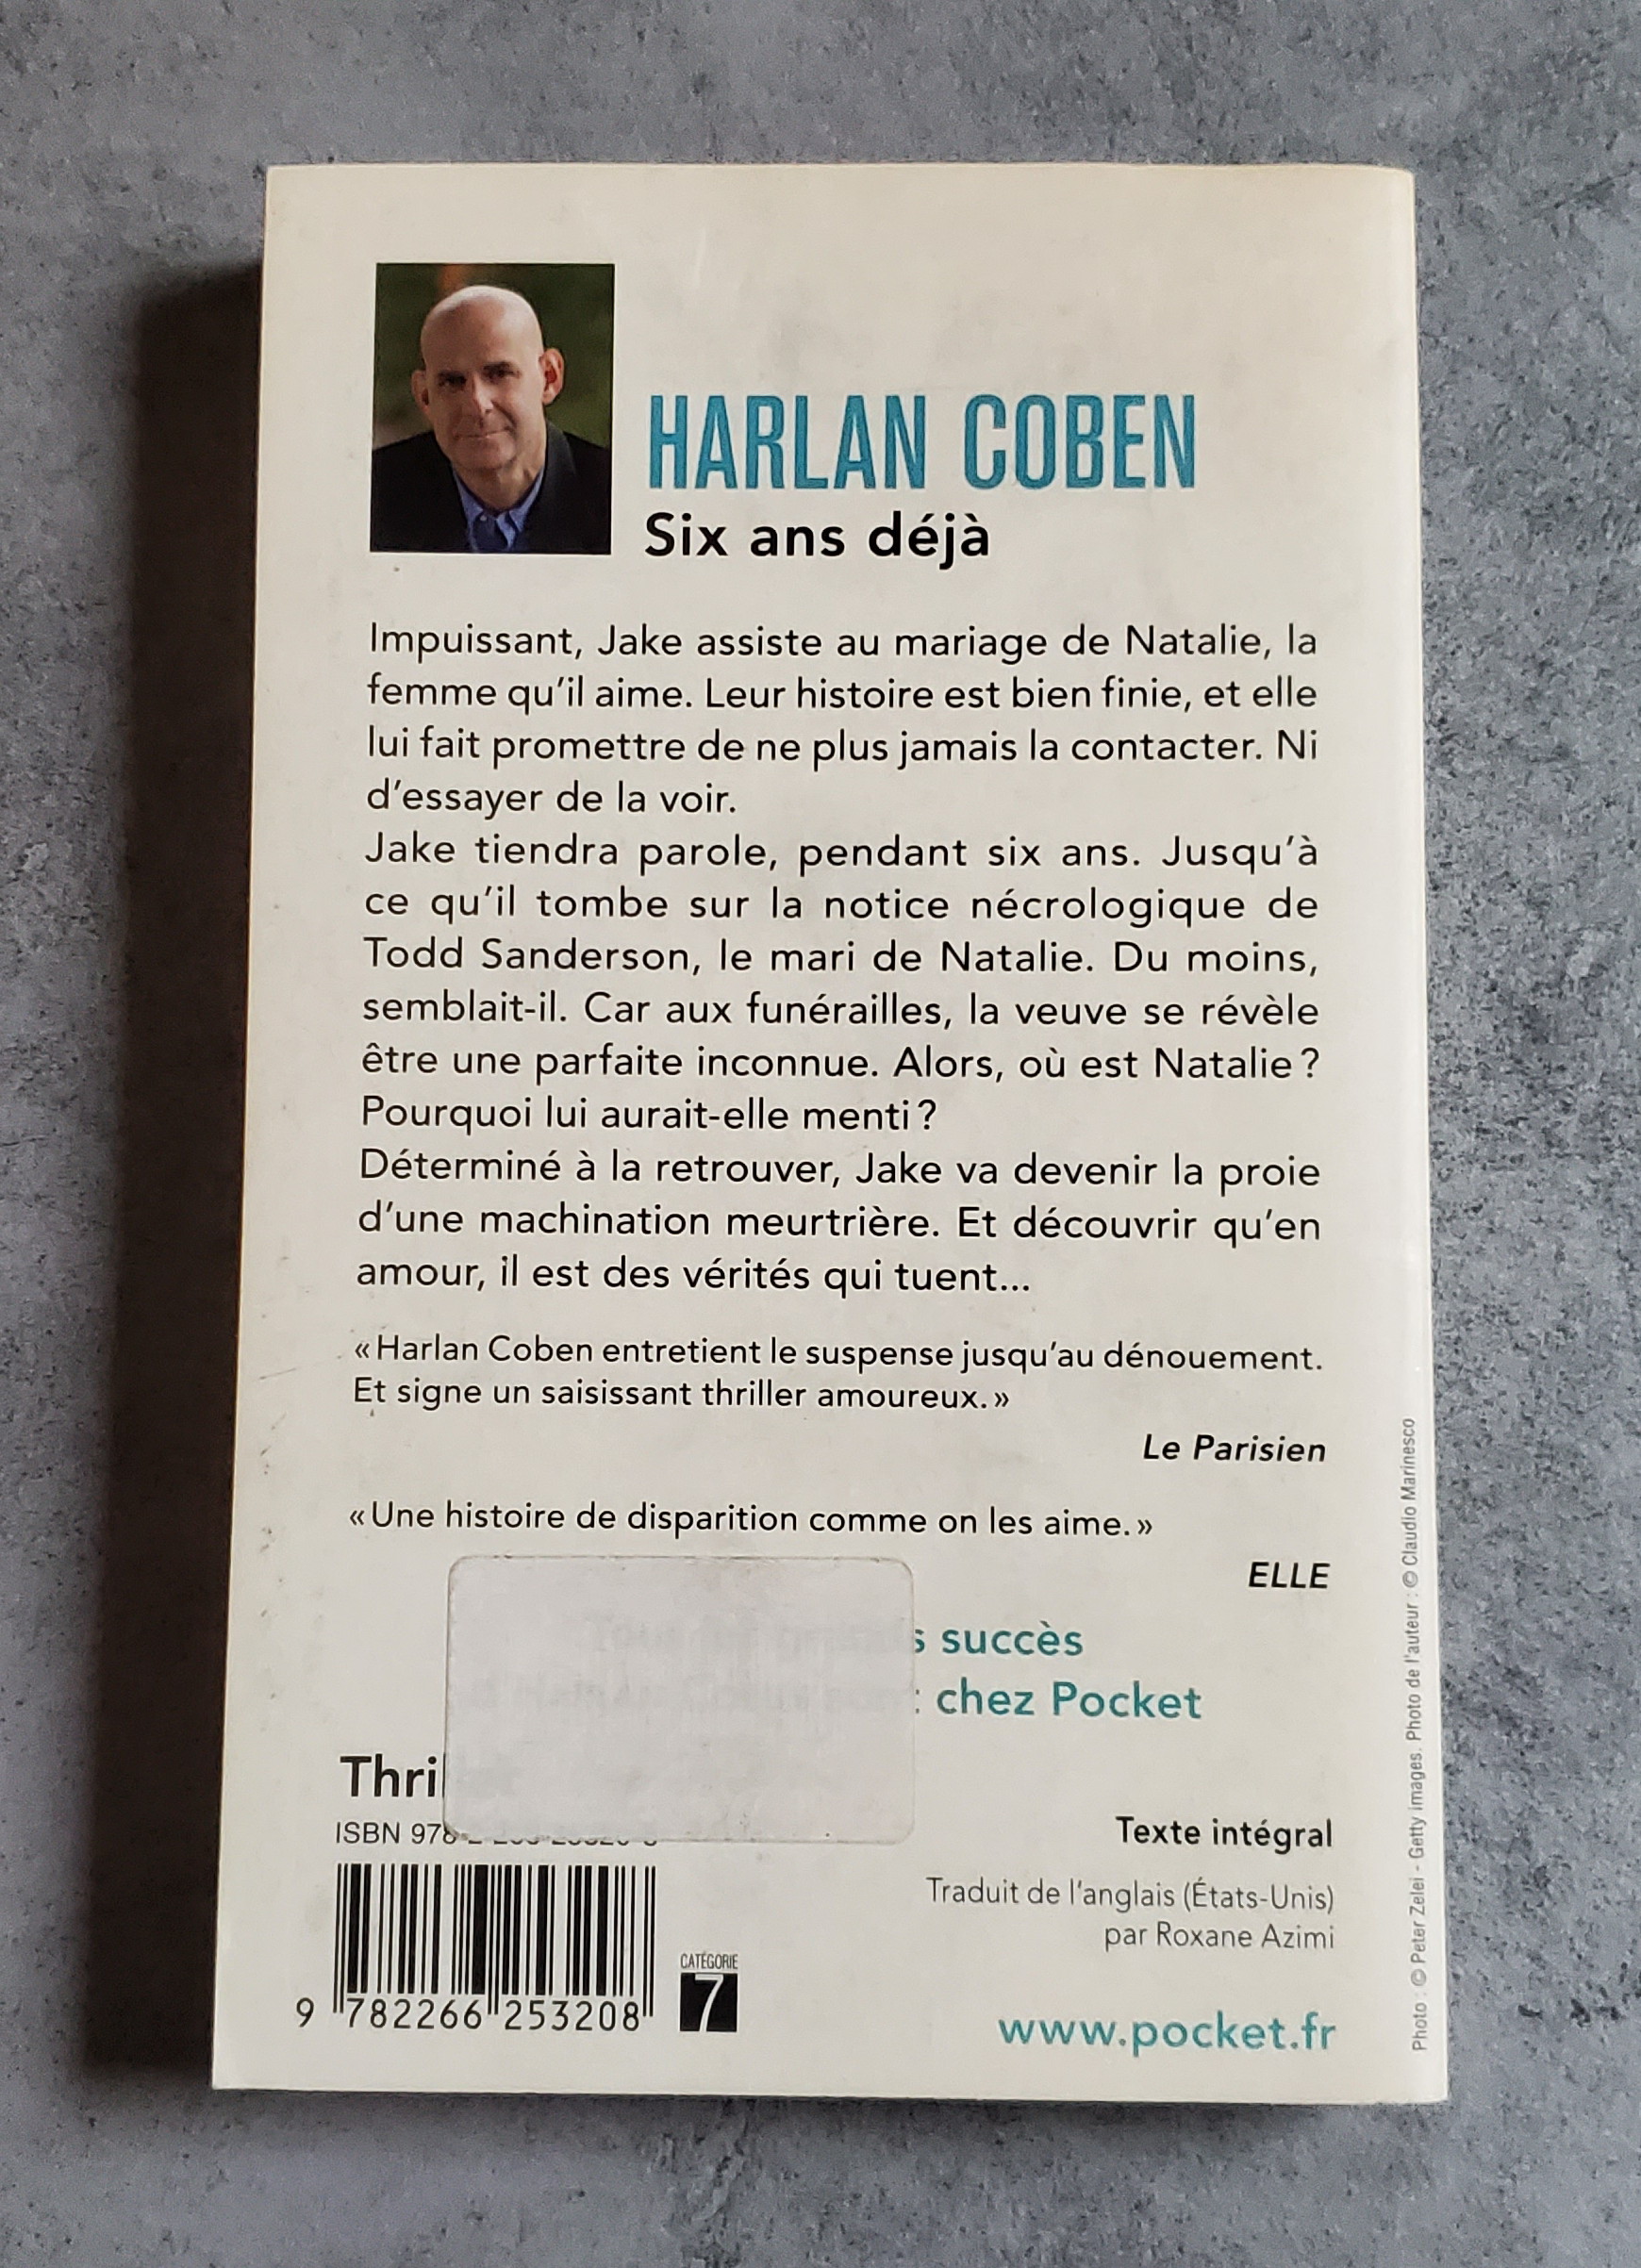 HARLAN COBEN
Six ans déjà
Impuissant, Jake assiste au mariage de Natalie, la
femme qu'il aime. Leur histoire est bien finie, et elle
lui fait promettre de ne plus jamais la contacter. Ni
d'essayer de la voir.
Jake tiendra parole, pendant six ans. Jusqu'à
ce qu'il tombe sur la notice nécrologique de
Todd Sanderson, le mari de Natalie. Du moins,
semblait-il. Car aux funérailles, la veuve se révèle
être une parfaite inconnue. Alors, où est Natalie ?
Pourquoi lui aurait-elle menti ?
Déterminé à la retrouver, Jake va devenir la proie
d'une machination meurtrière. Et découvrir qu'en
amour, il est des vérités qui tuent...
« Harlan Coben entretient le suspense jusqu'au dénouement.
Et signe un saisissant thriller amoureux. »
Le Parisien
« Une histoire de disparition comme on les aime. »
ELLE
succès
chez Pocket
Thri
ISBN 978
9 782266 253208
CATÉGORIE
7
Texte intégral
Traduit de l'anglais (États-Unis)
par Roxane Azimi
www.pocket.fr
Photo : © Peter Zelei - Getty images. Photo de l'auteur : © Claudio Marinesco